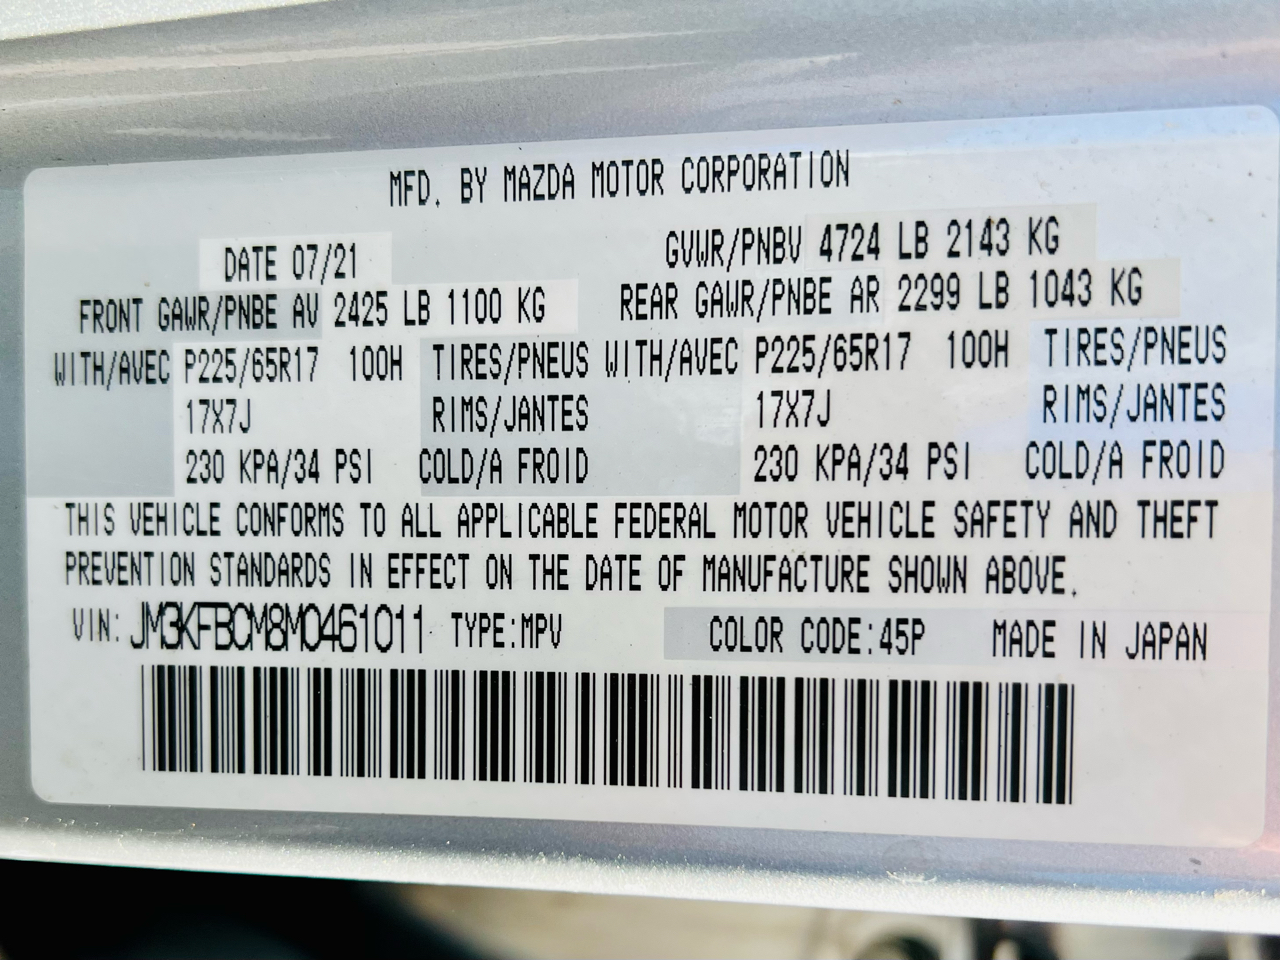 MFD. BY MAZDA MOTOR CORPORATION
DATE 07/21 GVWR/PNBV 4724 LB 2143 KG
FRONT GAWR/PNBE AV 2425 LB 1100 KG REAR GAWR/PNBE AR 2299 LB 1043 KG
WITH/AVEC P225/65R17 100H TIRES/PNEUS WITH/AVEC P225/65R17 100H TIRES/PNEUS
17X7J RIMS/JANTES 17X7J RIMS/JANTES
230 KPA/34 PSI COLD/A FROID 230 KPA/34 PSI COLD/A FROID
THIS VEHICLE CONFORMS TO ALL APPLICABLE FEDERAL MOTOR VEHICLE SAFETY AND THEFT
PREVENTION STANDARDS IN EFFECT ON THE DATE OF MANUFACTURE SHOWN ABOVE.
VIN: JM3KFBCM8M0461011 TYPE:MPV COLOR CODE:45P MADE IN JAPAN